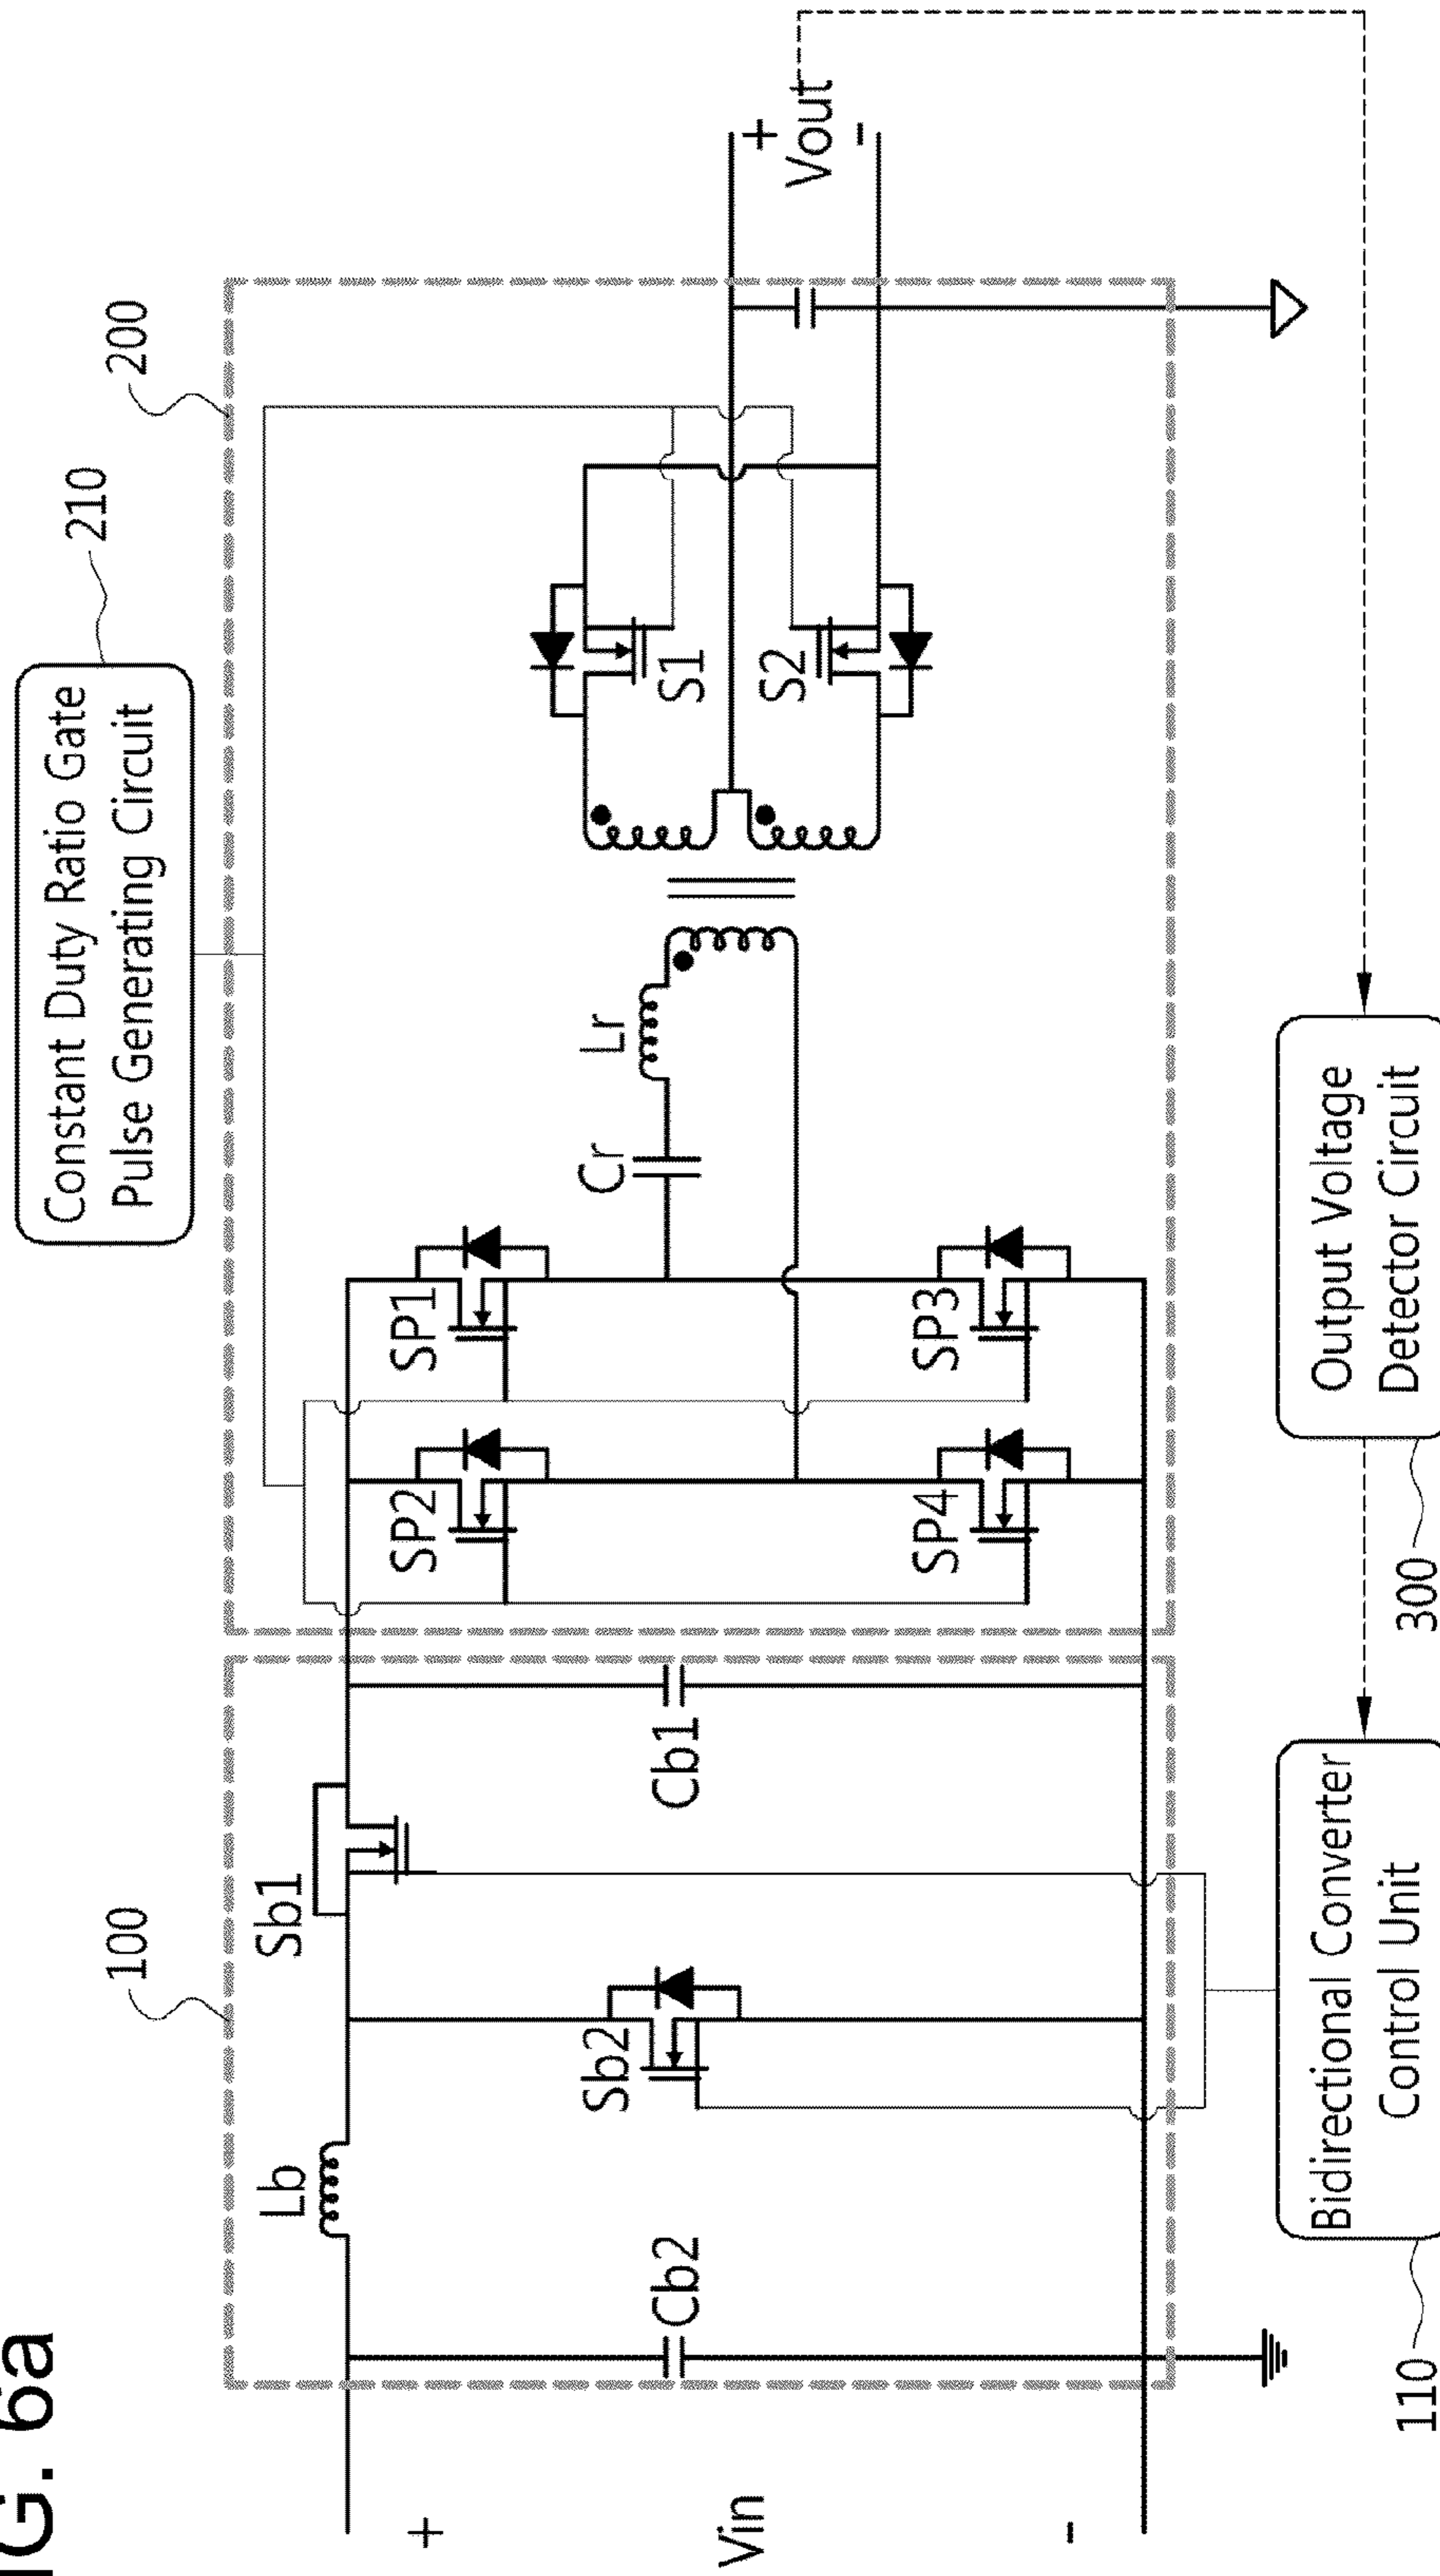 IG. 6a
Constant Duty Ratio Gate
Pulse Generating Circuit
210
100
200
Lb
Sb1
Sb2
Cb1
Cb2
SP2
SP1
SP4
SP3
Cr
Lr
S1
S2
+
Vin
-
+
Vout
-
Bidirectional Converter
Control Unit
110
Output Voltage
Detector Circuit
300